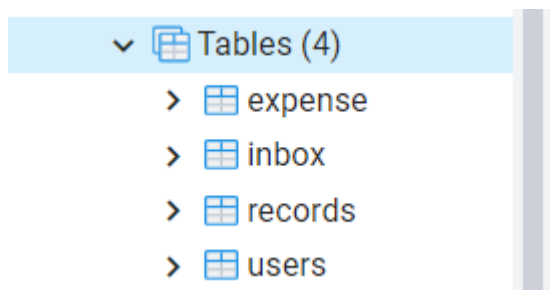 Tables (4)
expense
inbox
records
users